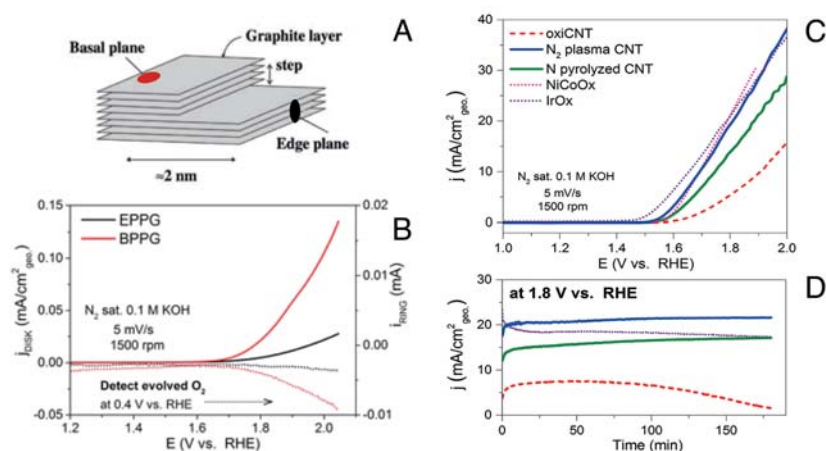 A
Graphite layer
Basal plane
step
Edge plane
≈2 nm
B
EPPG
BPPG
N2 sat. 0.1 M KOH
5 mV/s
1500 rpm
Detect evolved O2
at 0.4 V vs. RHE
jDISK (mA/cm²geo.)
0.15
0.10
0.05
0.00
-0.05
iRING (mA)
0.02
0.01
0.00
-0.01
1.2 1.4 1.6 1.8 2.0
E (V vs. RHE)
C
oxiCNT
N2 plasma CNT
N pyrolyzed CNT
NiCoOx
IrOx
N2 sat. 0.1 M KOH
5 mV/s
1500 rpm
j (mA/cm²geo.)
40
30
20
10
0
1.0 1.2 1.4 1.6 1.8 2.0
E (V vs. RHE)
D
at 1.8 V vs. RHE
j (mA/cm²geo.)
30
20
10
0
0 50 100 150
Time (min)